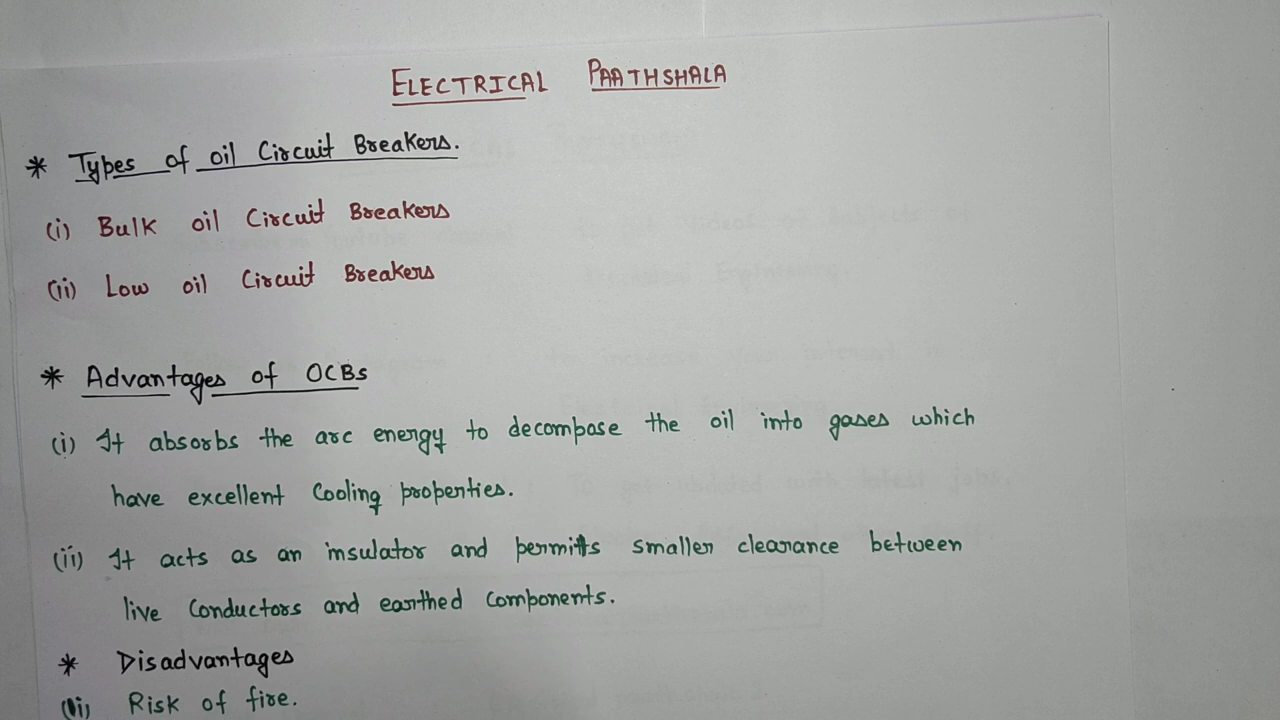 ELECTRICAL PAATHSHALA
* Types of oil Circuit Breakers.
(i) Bulk oil Circuit Breakers
(ii) Low oil Circuit Breakers
* Advantages of OCBs
(i) It absorbs the arc energy to decompose the oil into gases which
have excellent Cooling properties.
(ii) It acts as an insulator and permits smaller clearance between
live Conductors and earthed Components.
* Disadvantages
(i) Risk of fire.